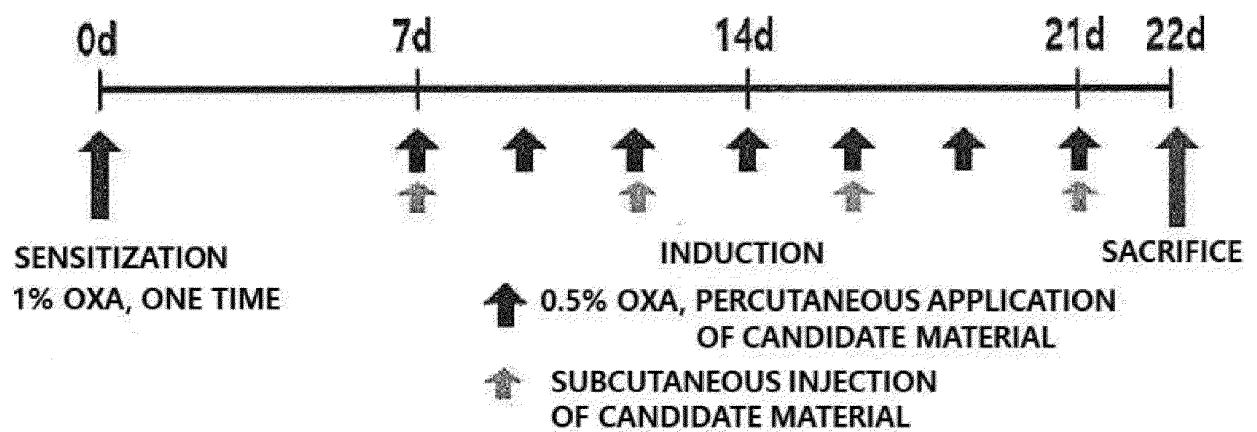 0d 7d 14d 21d 22d
SENSITIZATION
1% OXA, ONE TIME
INDUCTION
SACRIFICE
0.5% OXA, PERCUTANEOUS APPLICATION
OF CANDIDATE MATERIAL
SUBCUTANEOUS INJECTION
OF CANDIDATE MATERIAL